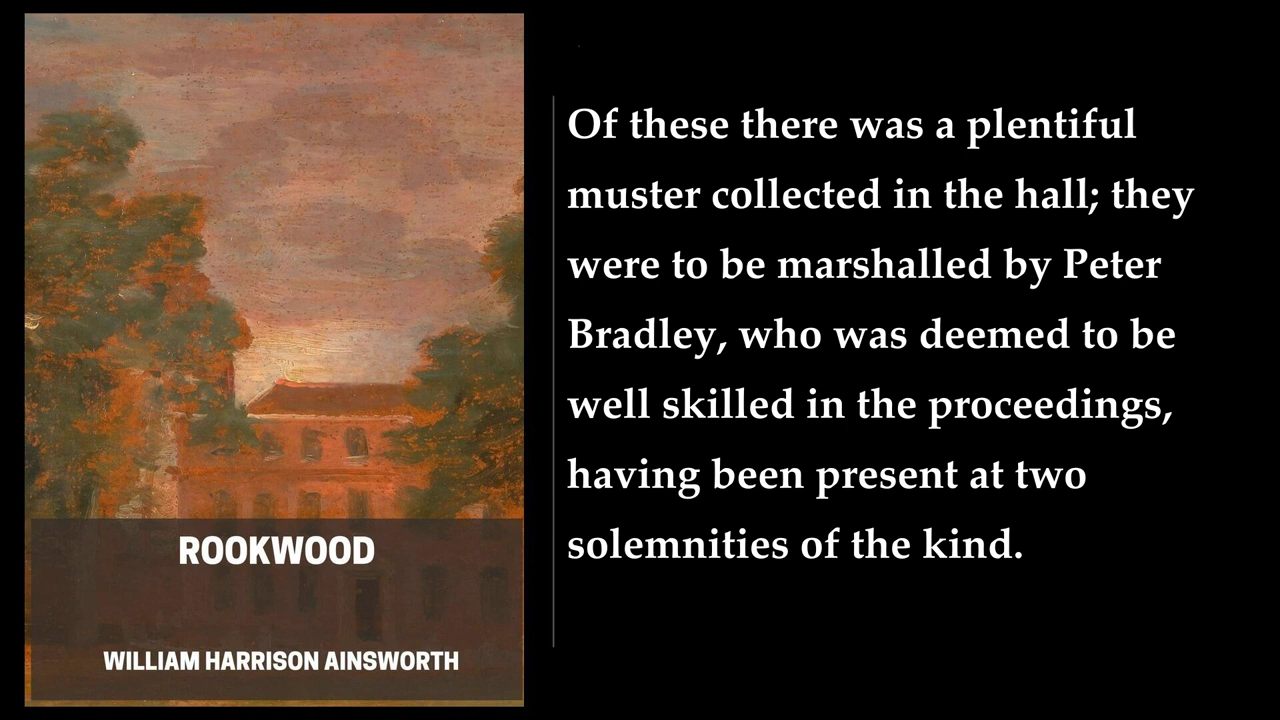 ROOKWOOD
WILLIAM HARRISON AINSWORTH
Of these there was a plentiful
muster collected in the hall; they
were to be marshalled by Peter
Bradley, who was deemed to be
well skilled in the proceedings,
having been present at two
solemnities of the kind.